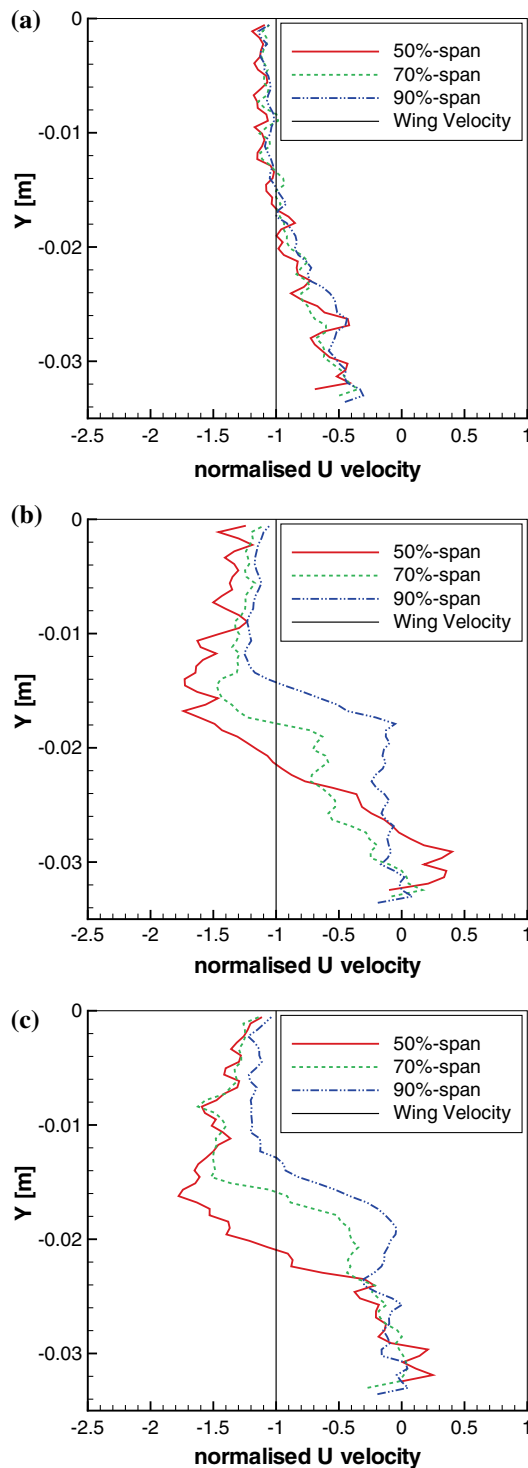 (a)
0
-0.01
-0.02
-0.03
Y [m]
50%-span
70%-span
90%-span
Wing Velocity
-2.5 -2 -1.5 -1 -0.5 0 0.5 1
normalised U velocity
(b)
0
-0.01
-0.02
-0.03
Y [m]
50%-span
70%-span
90%-span
Wing Velocity
-2.5 -2 -1.5 -1 -0.5 0 0.5 1
normalised U velocity
(c)
0
-0.01
-0.02
-0.03
Y [m]
50%-span
70%-span
90%-span
Wing Velocity
-2.5 -2 -1.5 -1 -0.5 0 0.5 1
normalised U velocity